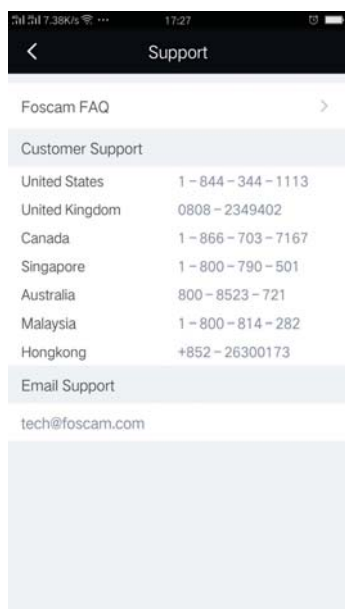 7.38K/s ··· 17:27
Support
Foscam FAQ
Customer Support
United States 1-844-344-1113
United Kingdom 0808-2349402
Canada 1-866-703-7167
Singapore 1-800-790-501
Australia 800-8523-721
Malaysia 1-800-814-282
Hongkong +852-26300173
Email Support
tech@foscam.com